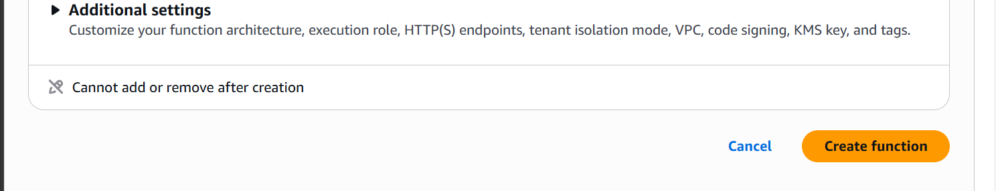 Additional settings
Customize your function architecture, execution role, HTTP(S) endpoints, tenant isolation mode, VPC, code signing, KMS key, and tags.
Cannot add or remove after creation
Cancel
Create function